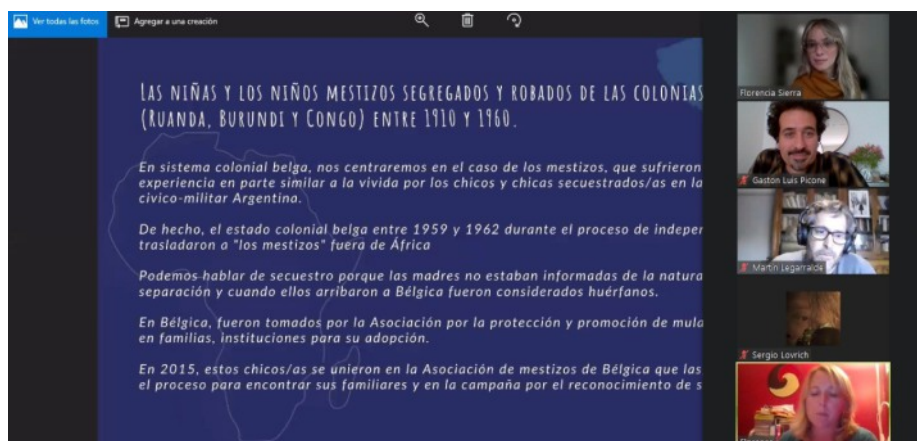 Ver todas las fotos
Agregar a una creación
LAS NIÑAS Y LOS NIÑOS MESTIZOS SEGREGADOS Y ROBADOS DE LAS COLONIAS
(RUANDA, BURUNDI Y CONGO) ENTRE 1910 Y 1960.
En sistema colonial belga, nos centraremos en el caso de los mestizos, que sufrieron
experiencia en parte similar a la vivida por los chicos y chicas secuestrados/as en la
civico-militar Argentina.
De hecho, el estado colonial belga entre 1959 y 1962 durante el proceso de indepe
trasladaron a "los mestizos" fuera de África
Podemos hablar de secuestro porque las madres no estaban informadas de la natura
separación y cuando ellos arribaron a Bélgica fueron considerados huérfanos.
En Bélgica, fueron tomados por la Asociación por la protección y promoción de mula
en familias, instituciones para su adopción.
En 2015, estos chicos/as se unieron en la Asociación de mestizos de Bélgica que las
el proceso para encontrar sus familiares y en la campaña por el reconocimiento de s
Florencia Sierra
Gaston Luis Picone
Martin Legarralde
Sergio Lovrich